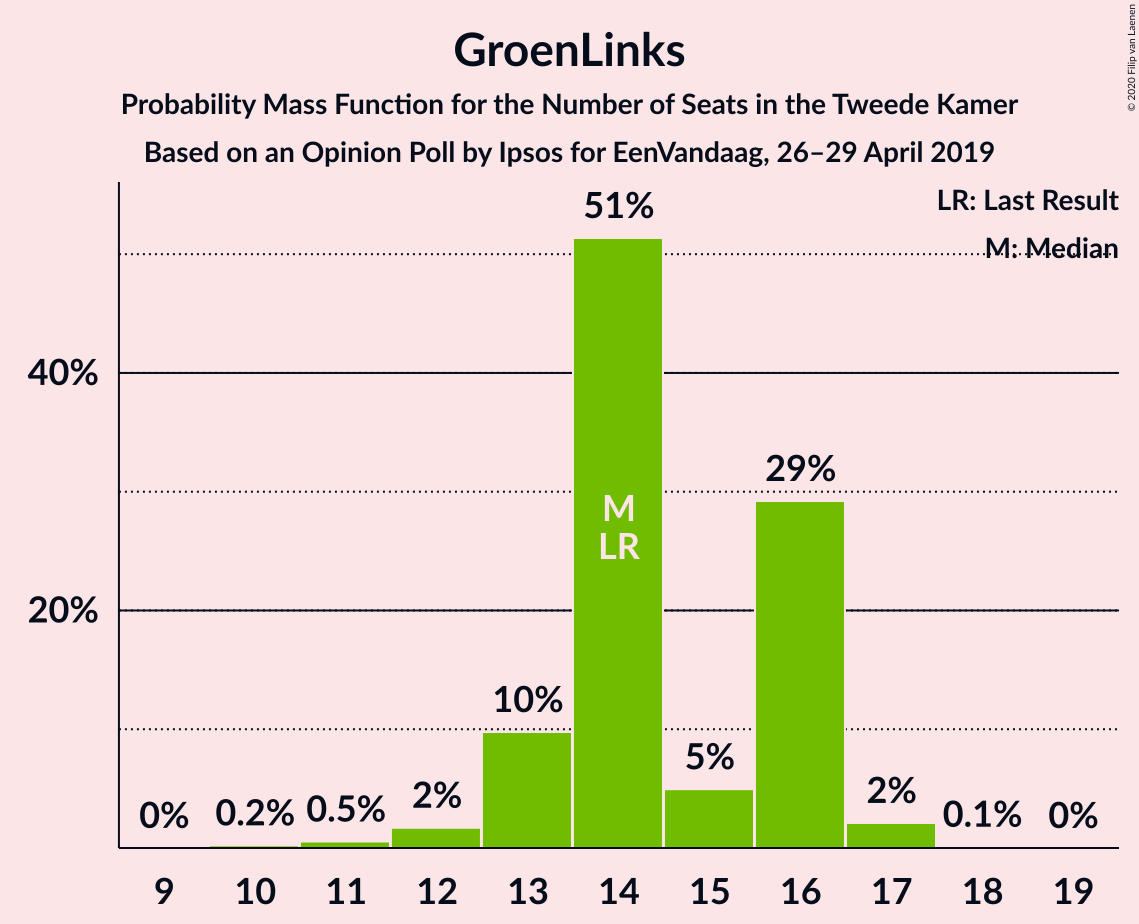 GroenLinks
Probability Mass Function for the Number of Seats in the Tweede Kamer
Based on an Opinion Poll by Ipsos for EenVandaag, 26–29 April 2019
© 2020 Filip van Laenen
LR: Last Result
M: Median
40%
20%
0%
0.2%
0.5%
2%
10%
51%
5%
29%
2%
0.1%
0%
M
LR
9 10 11 12 13 14 15 16 17 18 19